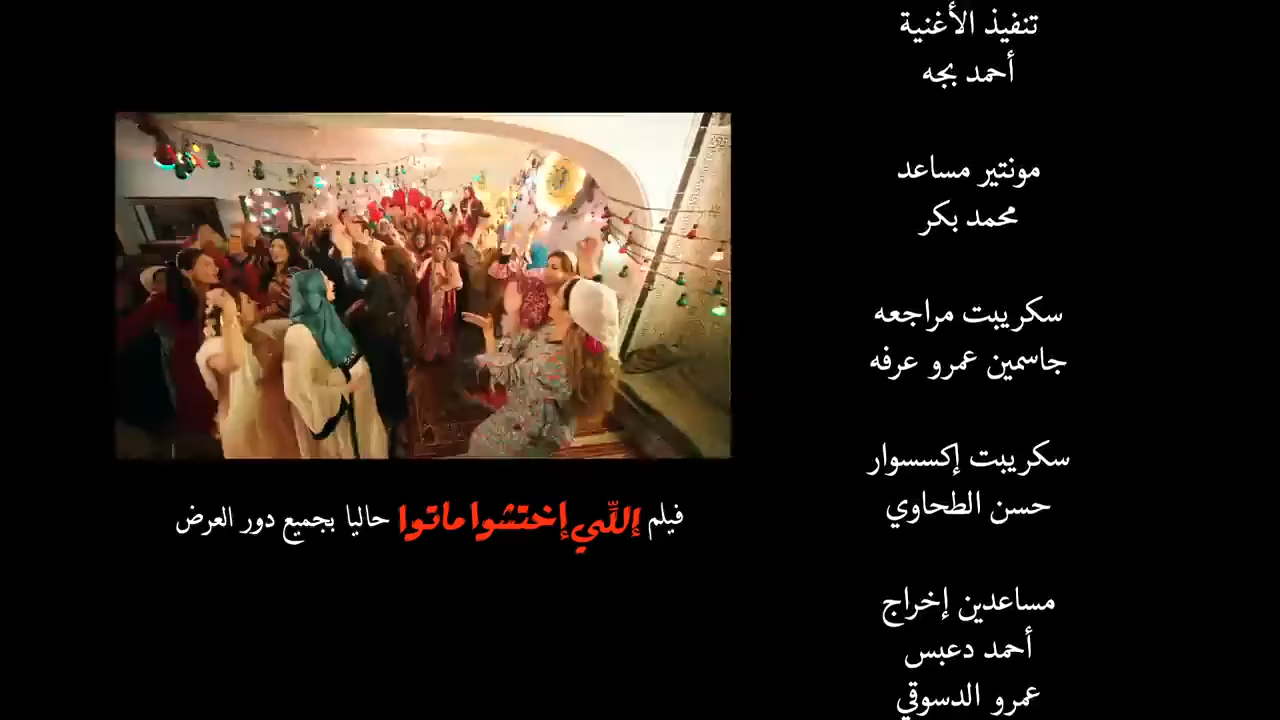 تنفيذ الأغنية
أحمد بجه
مونتير مساعد
محمد بكر
سكريبت مراجعه
جاسمين عمرو عرفه
سكريبت إكسسوار
حسن الطحاوي
مساعدين إخراج
أحمد دعبس
عمرو الدسوقي
فيلم إللّي إختشوا ماتوا حاليا بجميع دور العرض